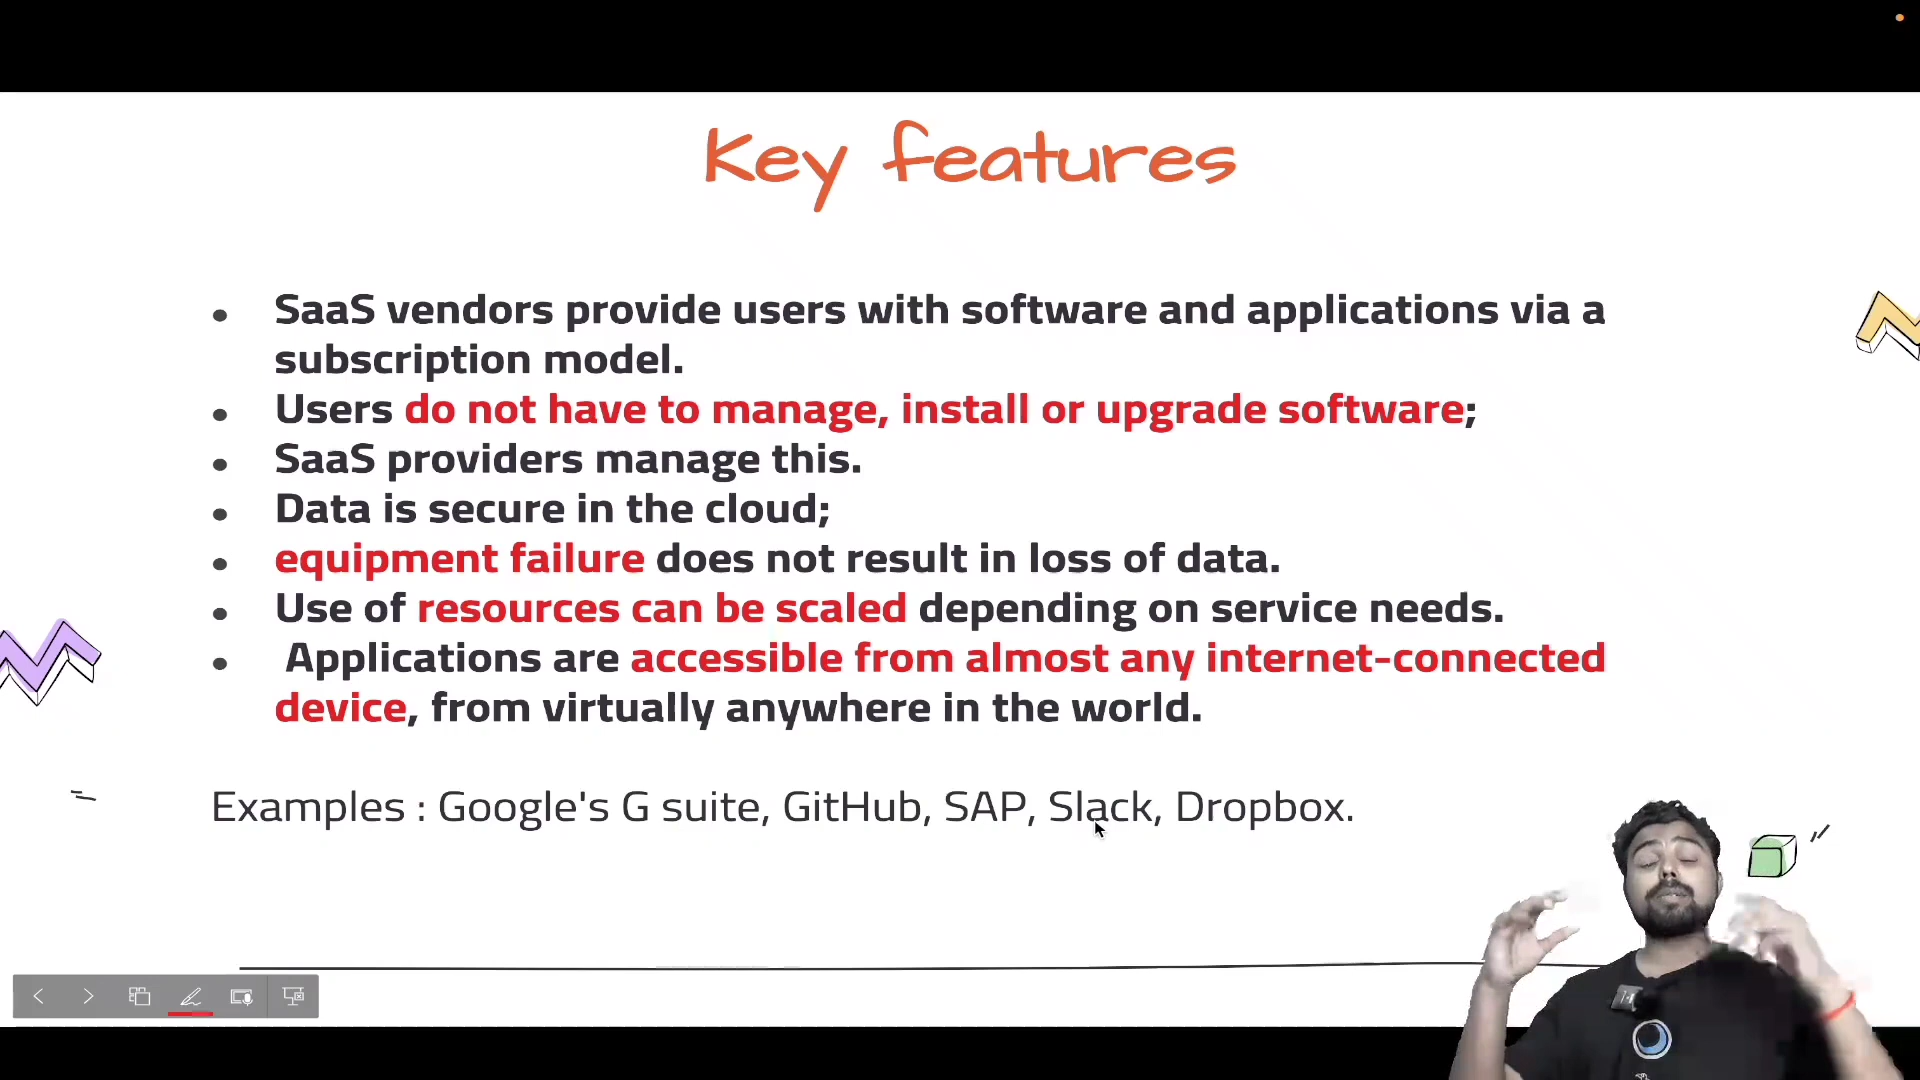 Key features
• SaaS vendors provide users with software and applications via a
subscription model.
• Users do not have to manage, install or upgrade software;
• SaaS providers manage this.
• Data is secure in the cloud;
• equipment failure does not result in loss of data.
• Use of resources can be scaled depending on service needs.
• Applications are accessible from almost any internet-connected
device, from virtually anywhere in the world.
Examples : Google's G suite, GitHub, SAP, Slack, Dropbox.